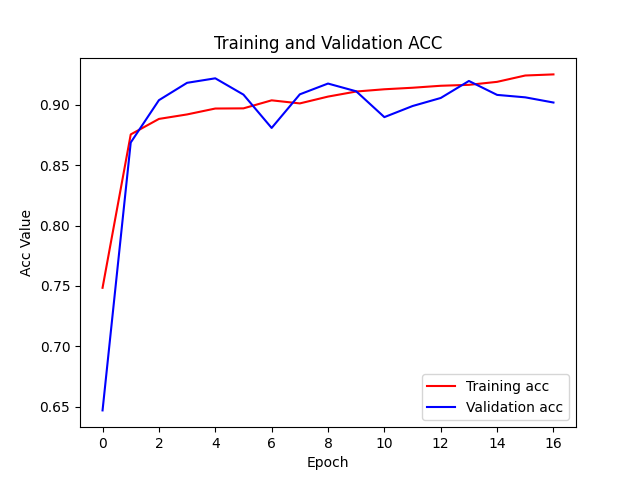 Training and Validation ACC
0.90
0.85
0.80
0.75
0.70
0.65
Acc Value
0 2 4 6 8 10 12 14 16
Epoch
Training acc
Validation acc